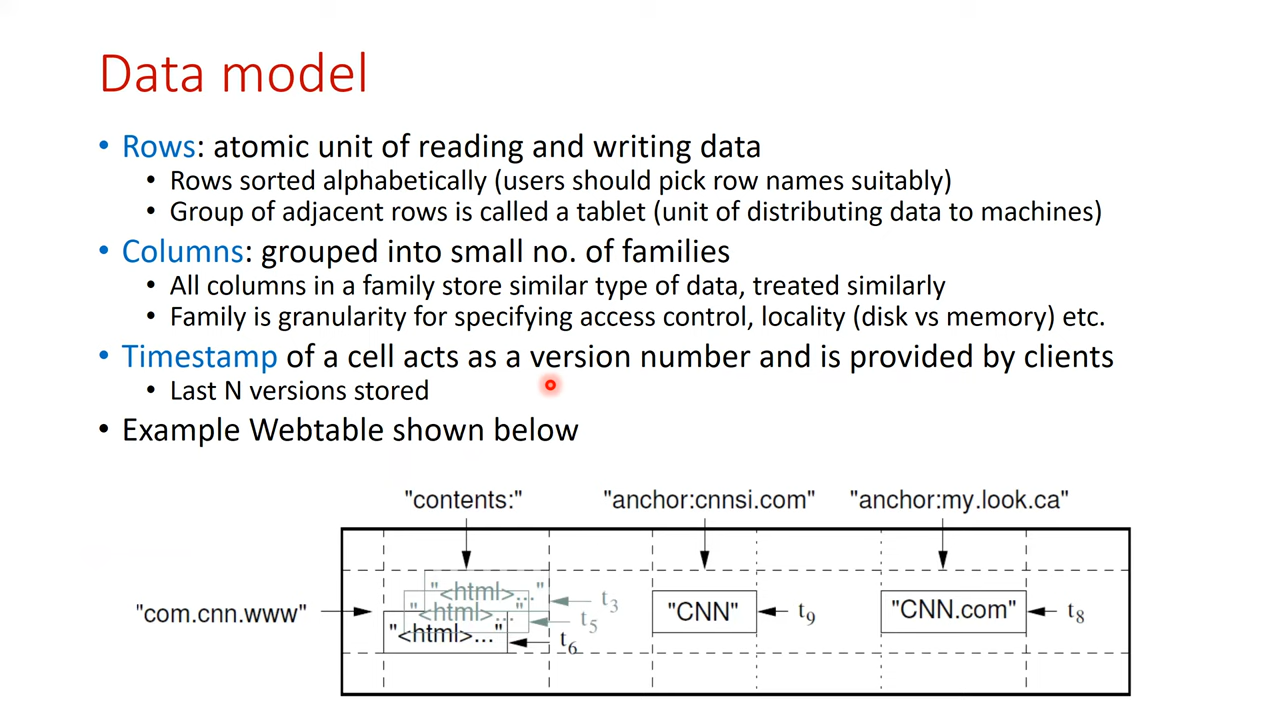 Data model
• Rows: atomic unit of reading and writing data
• Rows sorted alphabetically (users should pick row names suitably)
• Group of adjacent rows is called a tablet (unit of distributing data to machines)
• Columns: grouped into small no. of families
• All columns in a family store similar type of data, treated similarly
• Family is granularity for specifying access control, locality (disk vs memory) etc.
• Timestamp of a cell acts as a version number and is provided by clients
• Last N versions stored
• Example Webtable shown below
"contents:" "anchor:cnnsi.com" "anchor:my.look.ca"
"<html>..." t3
"com.cnn.www" "<html>..." t5 "CNN" t9 "CNN.com" t8
"<html>..." t6